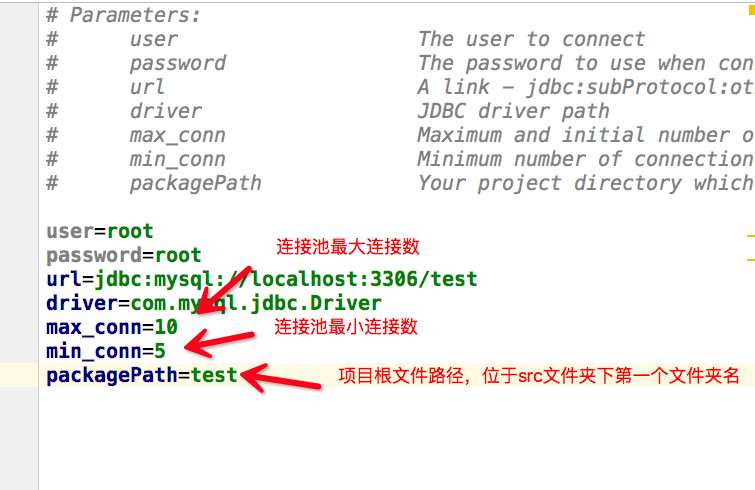 # Parameters:
# user The user to connect
# password The password to use when con
# url A link - jdbc:subProtocol:ot
# driver JDBC driver path
# max_conn Maximum and initial number o
# min_conn Minimum number of connection
# packagePath Your project directory which
user=root
连接池最大连接数
password=root
url=jdbc:mysql://localhost:3306/test
driver=com.mysql.jdbc.Driver
max_conn=10 连接池最小连接数
min_conn=5
packagePath=test 项目根文件路径，位于src文件夹下第一个文件夹名